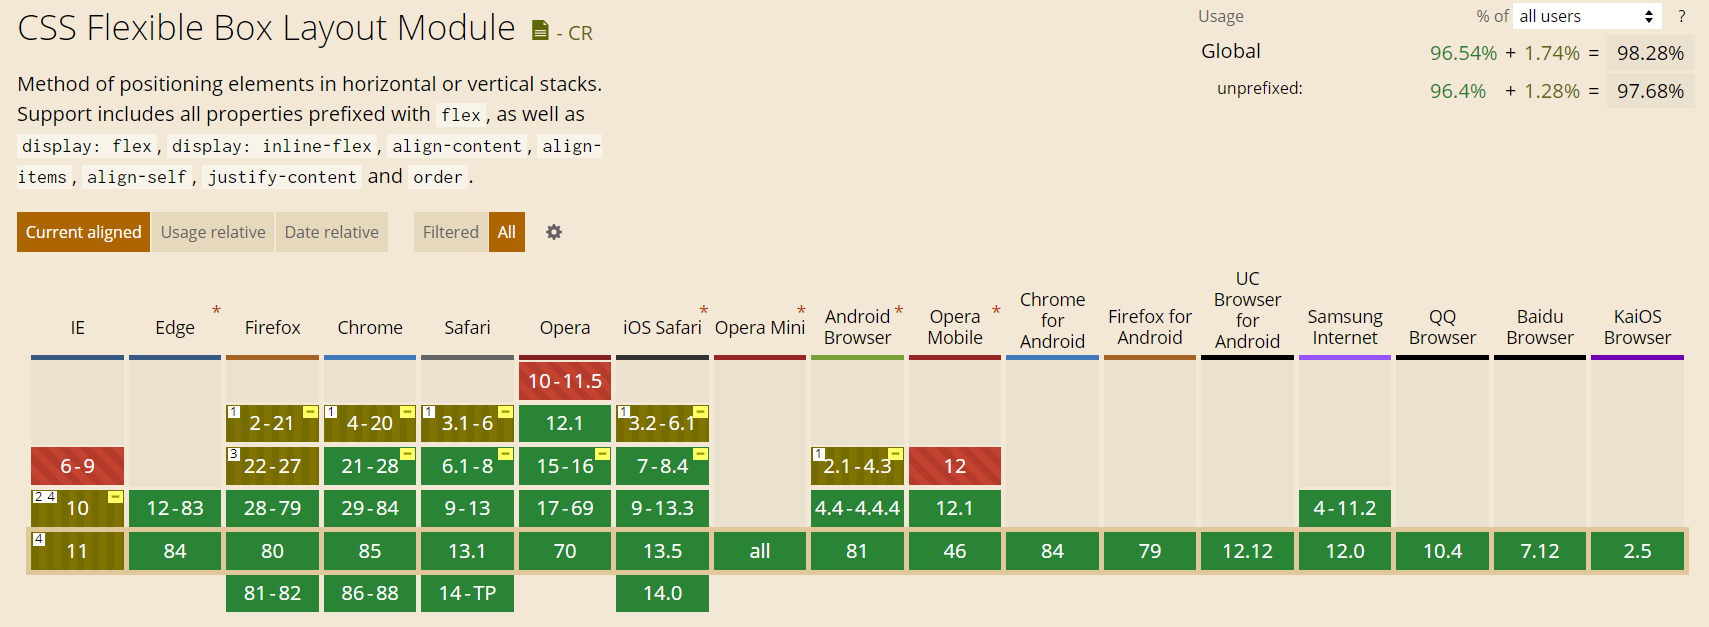 CSS Flexible Box Layout Module - CR
Usage % of all users ?
Global 96.54% + 1.74% = 98.28%
unprefixed: 96.4% + 1.28% = 97.68%
Method of positioning elements in horizontal or vertical stacks.
Support includes all properties prefixed with flex, as well as
display: flex, display: inline-flex, align-content, align-
items, align-self, justify-content and order.
Current aligned Usage relative Date relative Filtered All
IE Edge * Firefox Chrome Safari Opera iOS Safari * Opera Mini * Android Browser * Opera Mobile * Chrome for Android Firefox for Android UC Browser for Android Samsung Internet QQ Browser Baidu Browser KaiOS Browser
10-11.5
1 2-21 1 4-20 1 3.1-6 12.1 1 3.2-6.1
6-9 3 22-27 21-28 6.1-8 15-16 7-8.4 1 2.1-4.3 12
2 4 10 12-83 28-79 29-84 9-13 17-69 9-13.3 4.4-4.4.4 12.1 4-11.2
4 11 84 80 85 13.1 70 13.5 all 81 46 84 79 12.12 12.0 10.4 7.12 2.5
81-82 86-88 14-TP 14.0